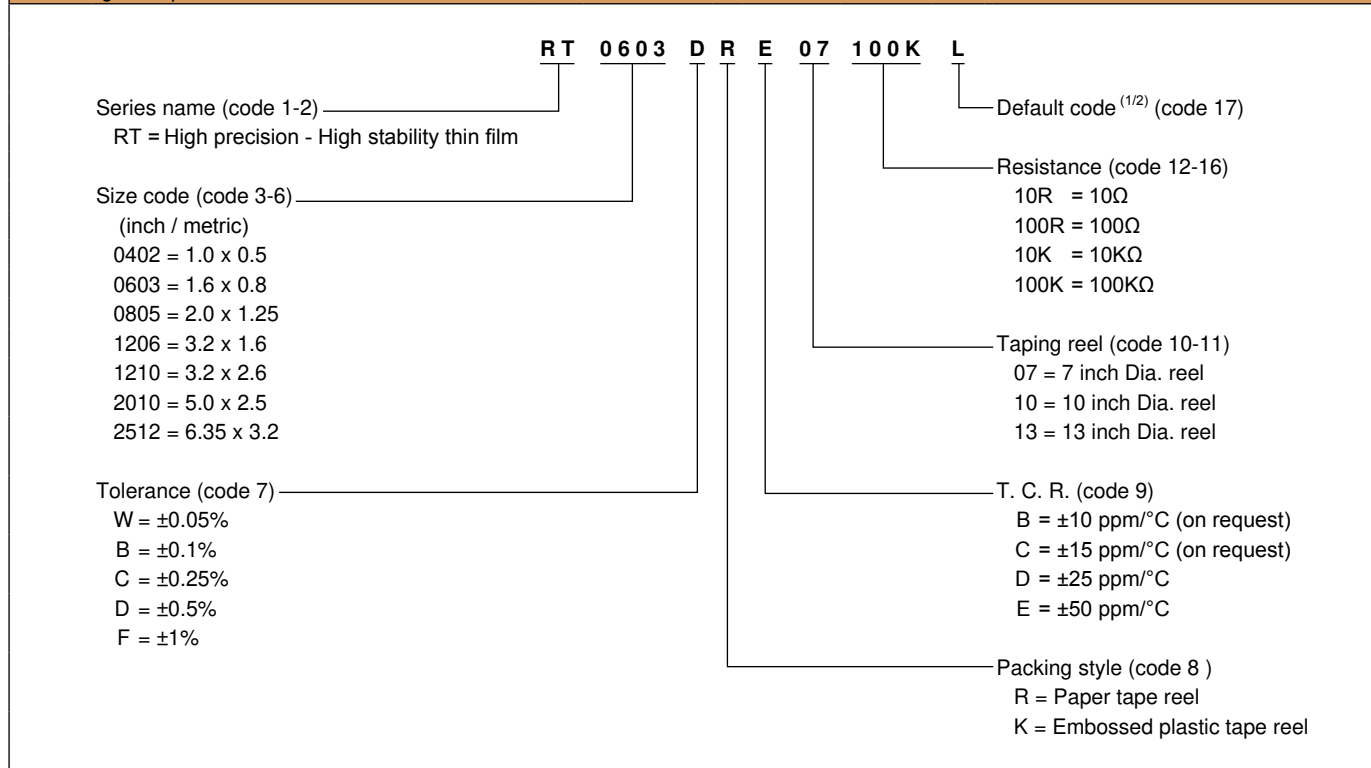 RT 0603 D R E 07 100K L
Series name (code 1-2)
RT = High precision - High stability thin film
Size code (code 3-6)
(inch / metric)
0402 = 1.0 x 0.5
0603 = 1.6 x 0.8
0805 = 2.0 x 1.25
1206 = 3.2 x 1.6
1210 = 3.2 x 2.6
2010 = 5.0 x 2.5
2512 = 6.35 x 3.2
Tolerance (code 7)
W = ±0.05%
B = ±0.1%
C = ±0.25%
D = ±0.5%
F = ±1%
Default code (1/2) (code 17)
Resistance (code 12-16)
10R = 10Ω
100R = 100Ω
10K = 10KΩ
100K = 100KΩ
Taping reel (code 10-11)
07 = 7 inch Dia. reel
10 = 10 inch Dia. reel
13 = 13 inch Dia. reel
T. C. R. (code 9)
B = ±10 ppm/°C (on request)
C = ±15 ppm/°C (on request)
D = ±25 ppm/°C
E = ±50 ppm/°C
Packing style (code 8 )
R = Paper tape reel
K = Embossed plastic tape reel